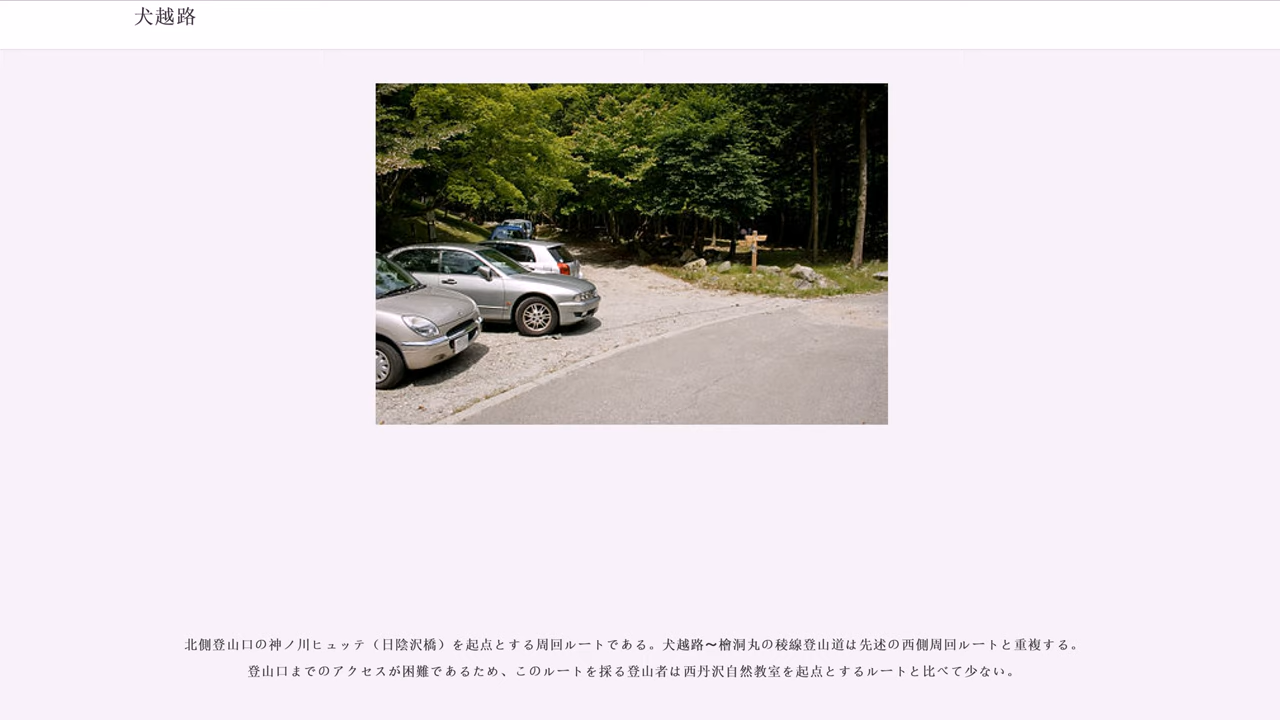 犬越路
北側登山口の神ノ川ヒュッテ（日陰沢橋）を起点とする周回ルートである。犬越路〜檜洞丸の稜線登山道は先述の西側周回ルートと重複する。
登山口までのアクセスが困難であるため、このルートを採る登山者は西丹沢自然教室を起点とするルートと比べて少ない。